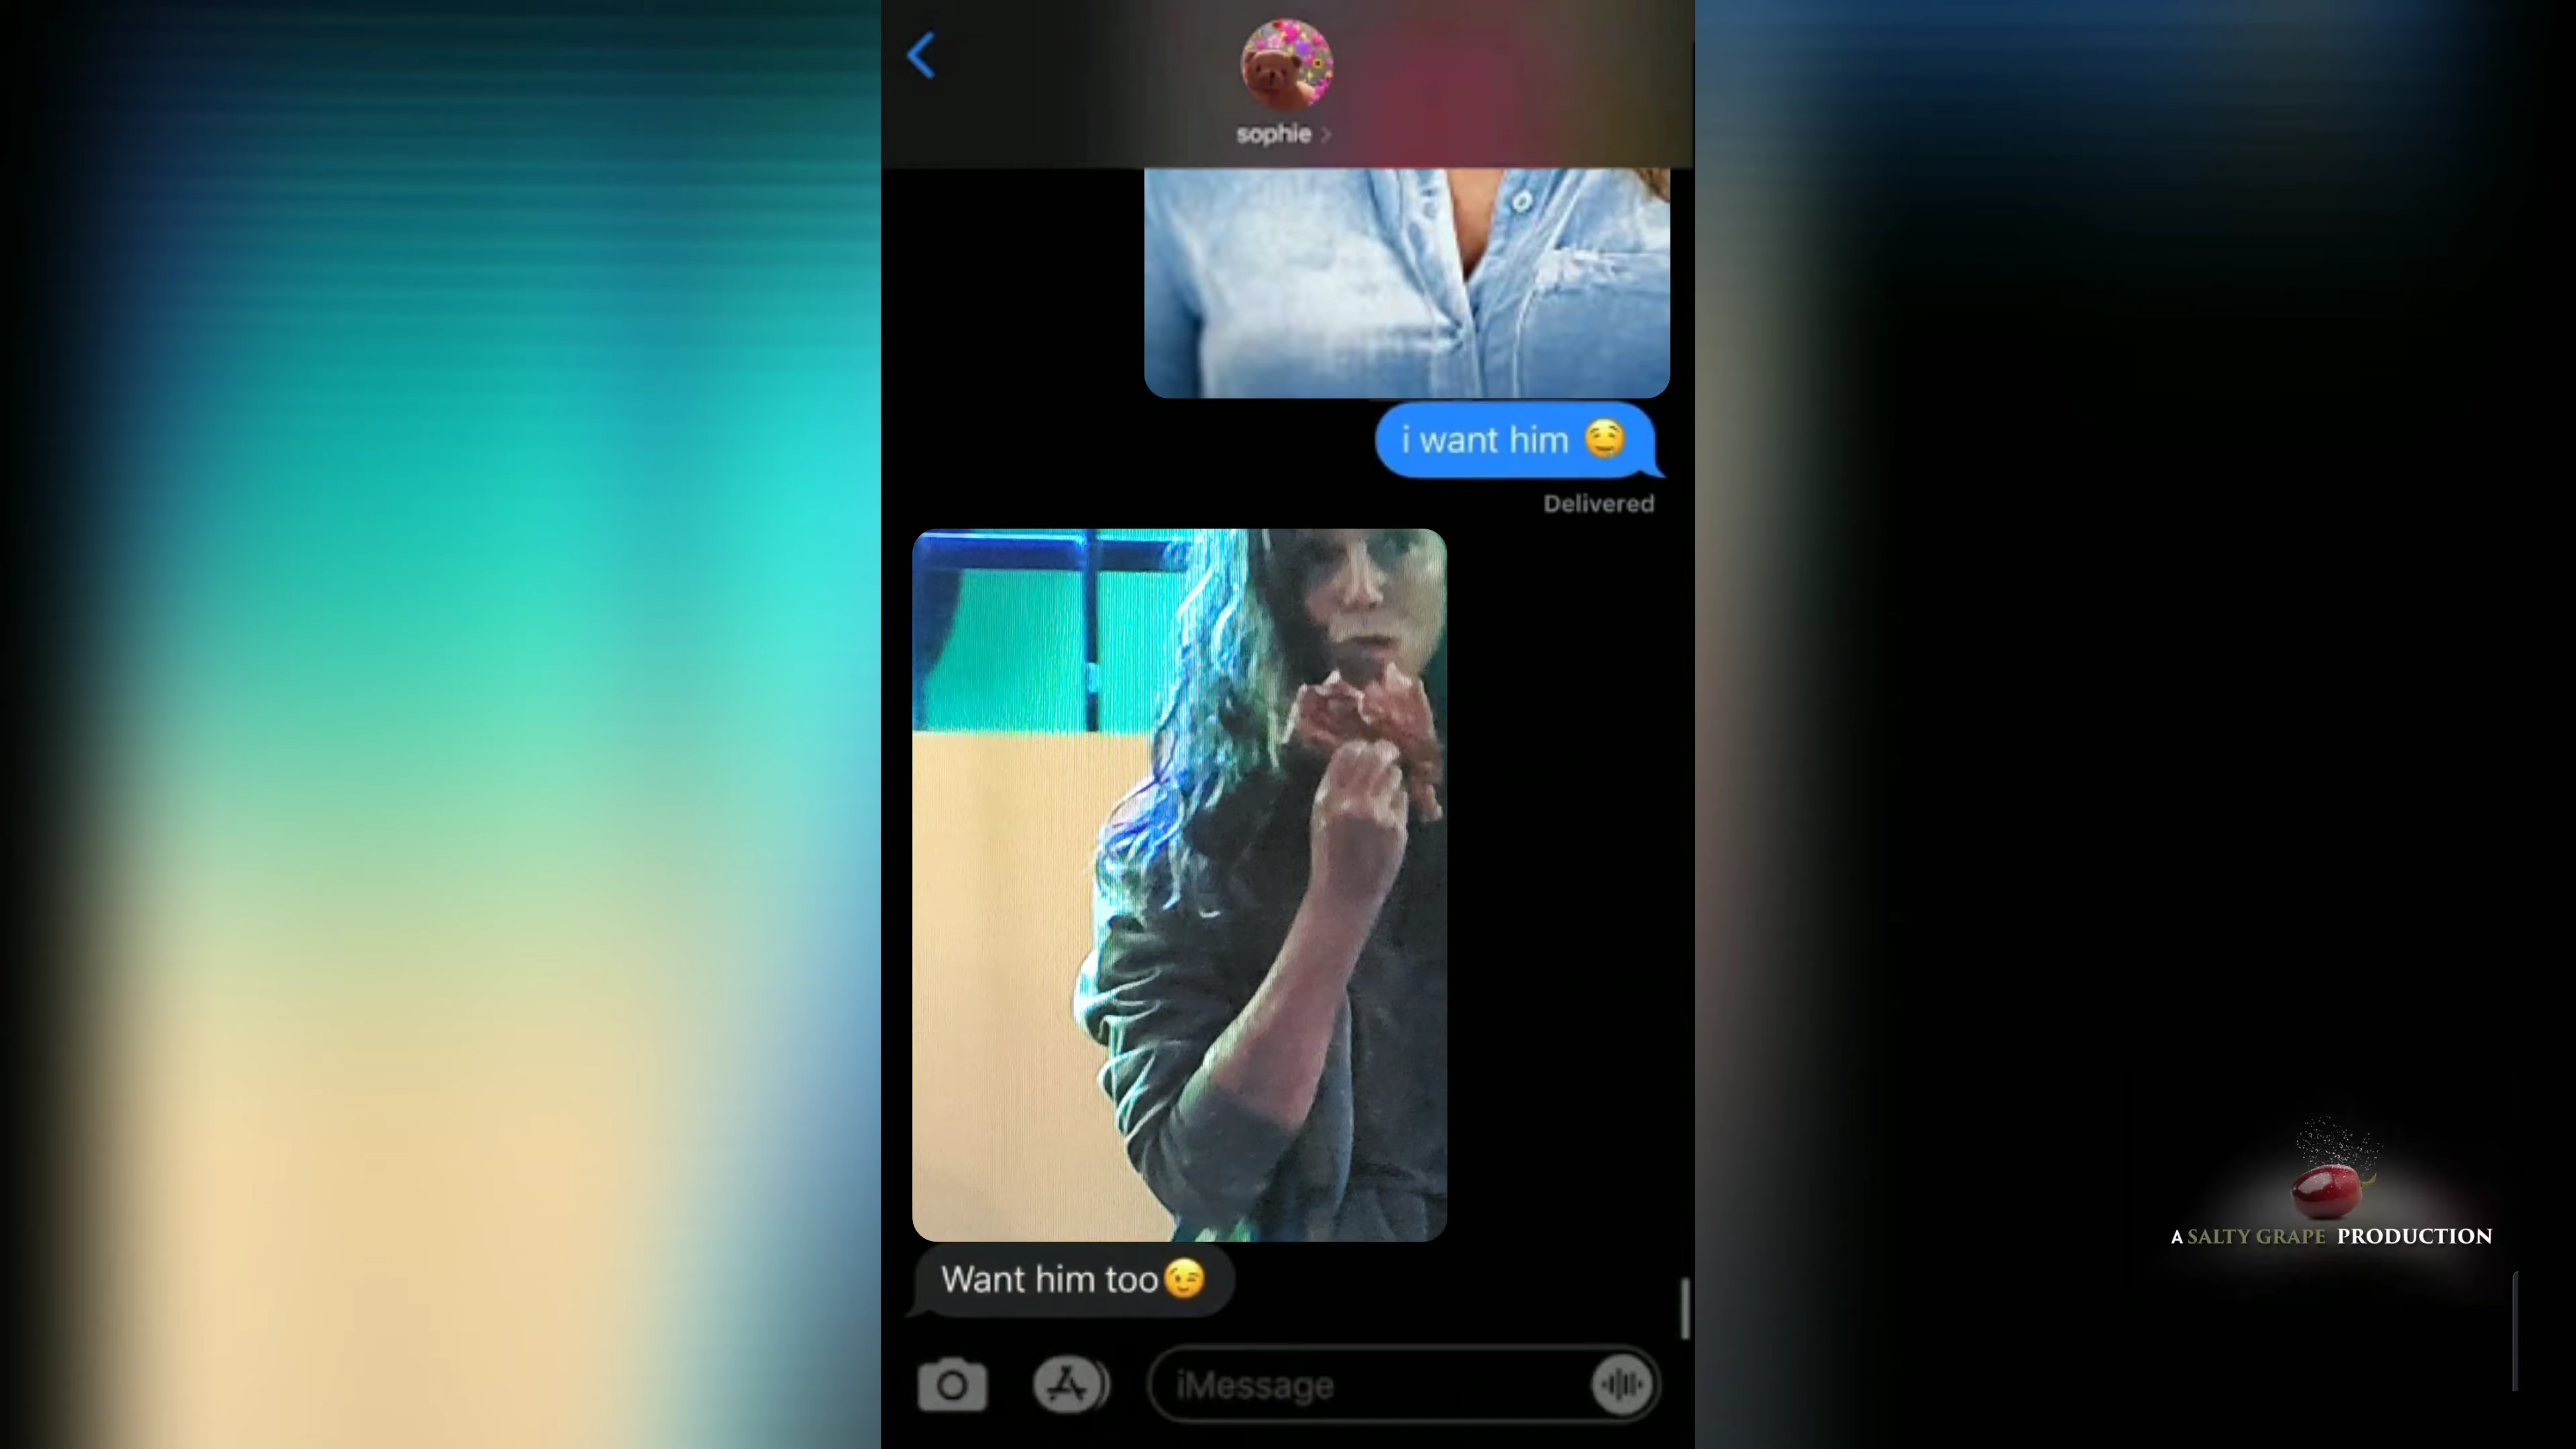 sophie
i want him 🤤
Delivered
Want him too😉
iMessage
A SALTY GRAPE PRODUCTION